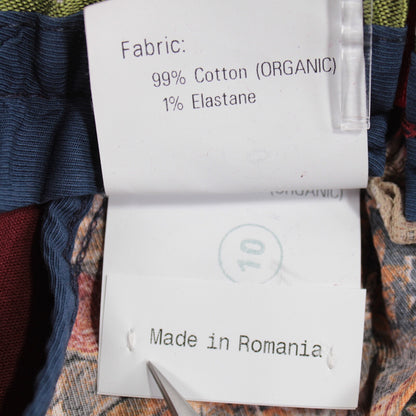 Fabric:
99% Cotton (ORGANIC)
1% Elastane
(ORGANIC)
10
Made in Romania